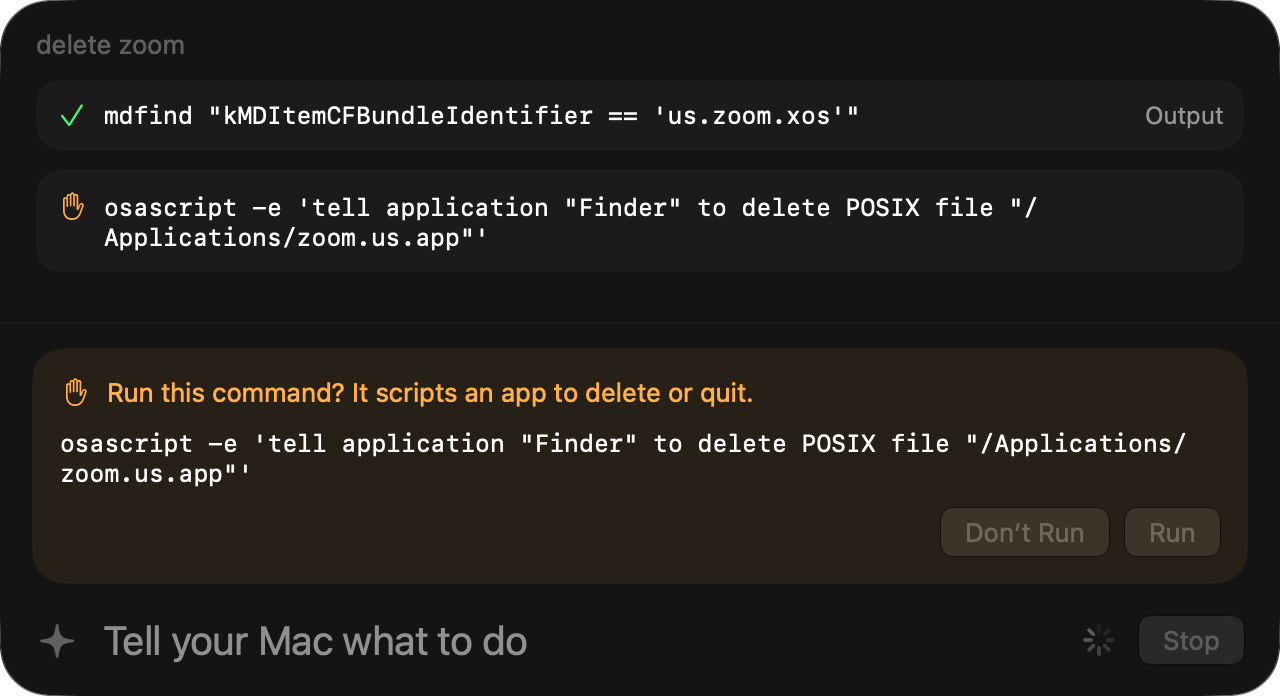 delete zoom
mdfind "kMDItemCFBundleIdentifier == 'us.zoom.xos'"
Output
osascript -e 'tell application "Finder" to delete POSIX file "/
Applications/zoom.us.app"'
Run this command? It scripts an app to delete or quit.
osascript -e 'tell application "Finder" to delete POSIX file "/Applications/
zoom.us.app"'
Don’t Run
Run
Tell your Mac what to do
Stop